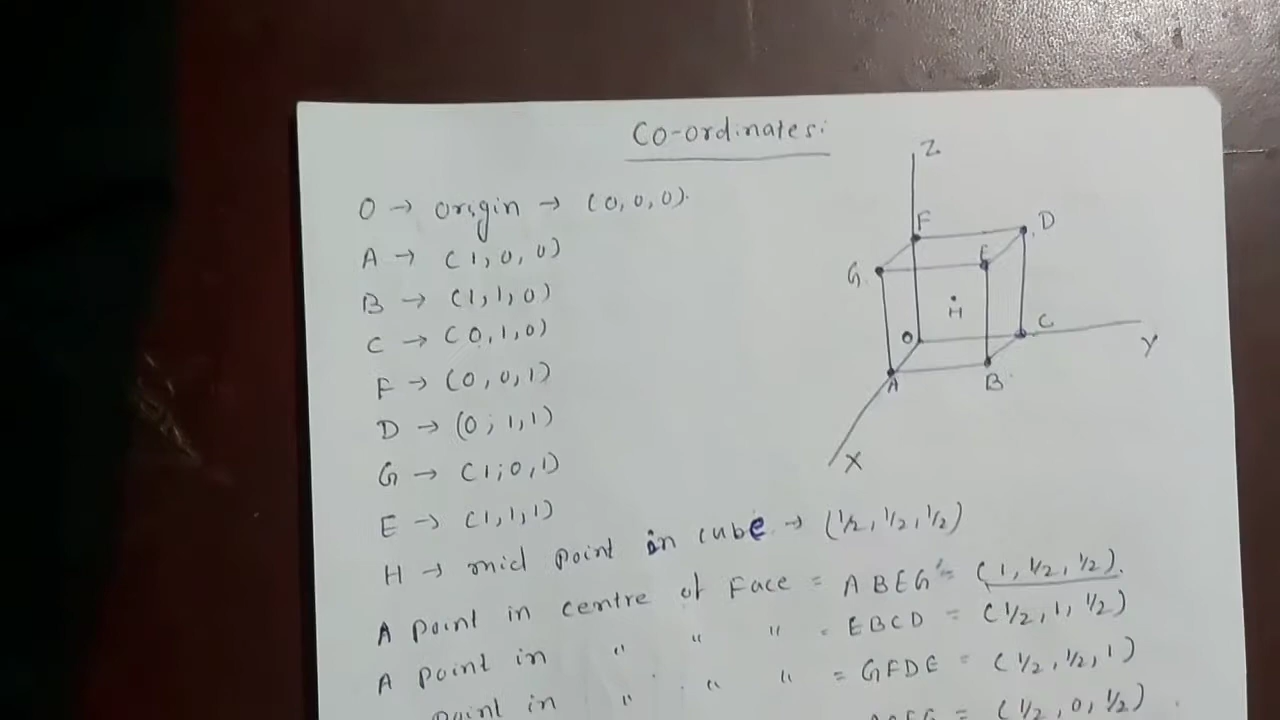 Co-ordinates:
O → origin → (0,0,0).
A → (1,0,0)
B → (1,1,0)
C → (0,1,0)
F → (0,0,1)
D → (0;1,1)
G → (1;0,1)
E → (1,1,1)
H → mid point in cube → (1/2,1/2,1/2)
A point in centre of Face = ABEG = (1,1/2,1/2).
A point in " " " = EBCD = (1/2,1,1/2)
point in " " " = GFDE = (1/2,1/2,1)
= (1/2,0,1/2)
Z
F
D
G
E
H
O
C
Y
A
B
X